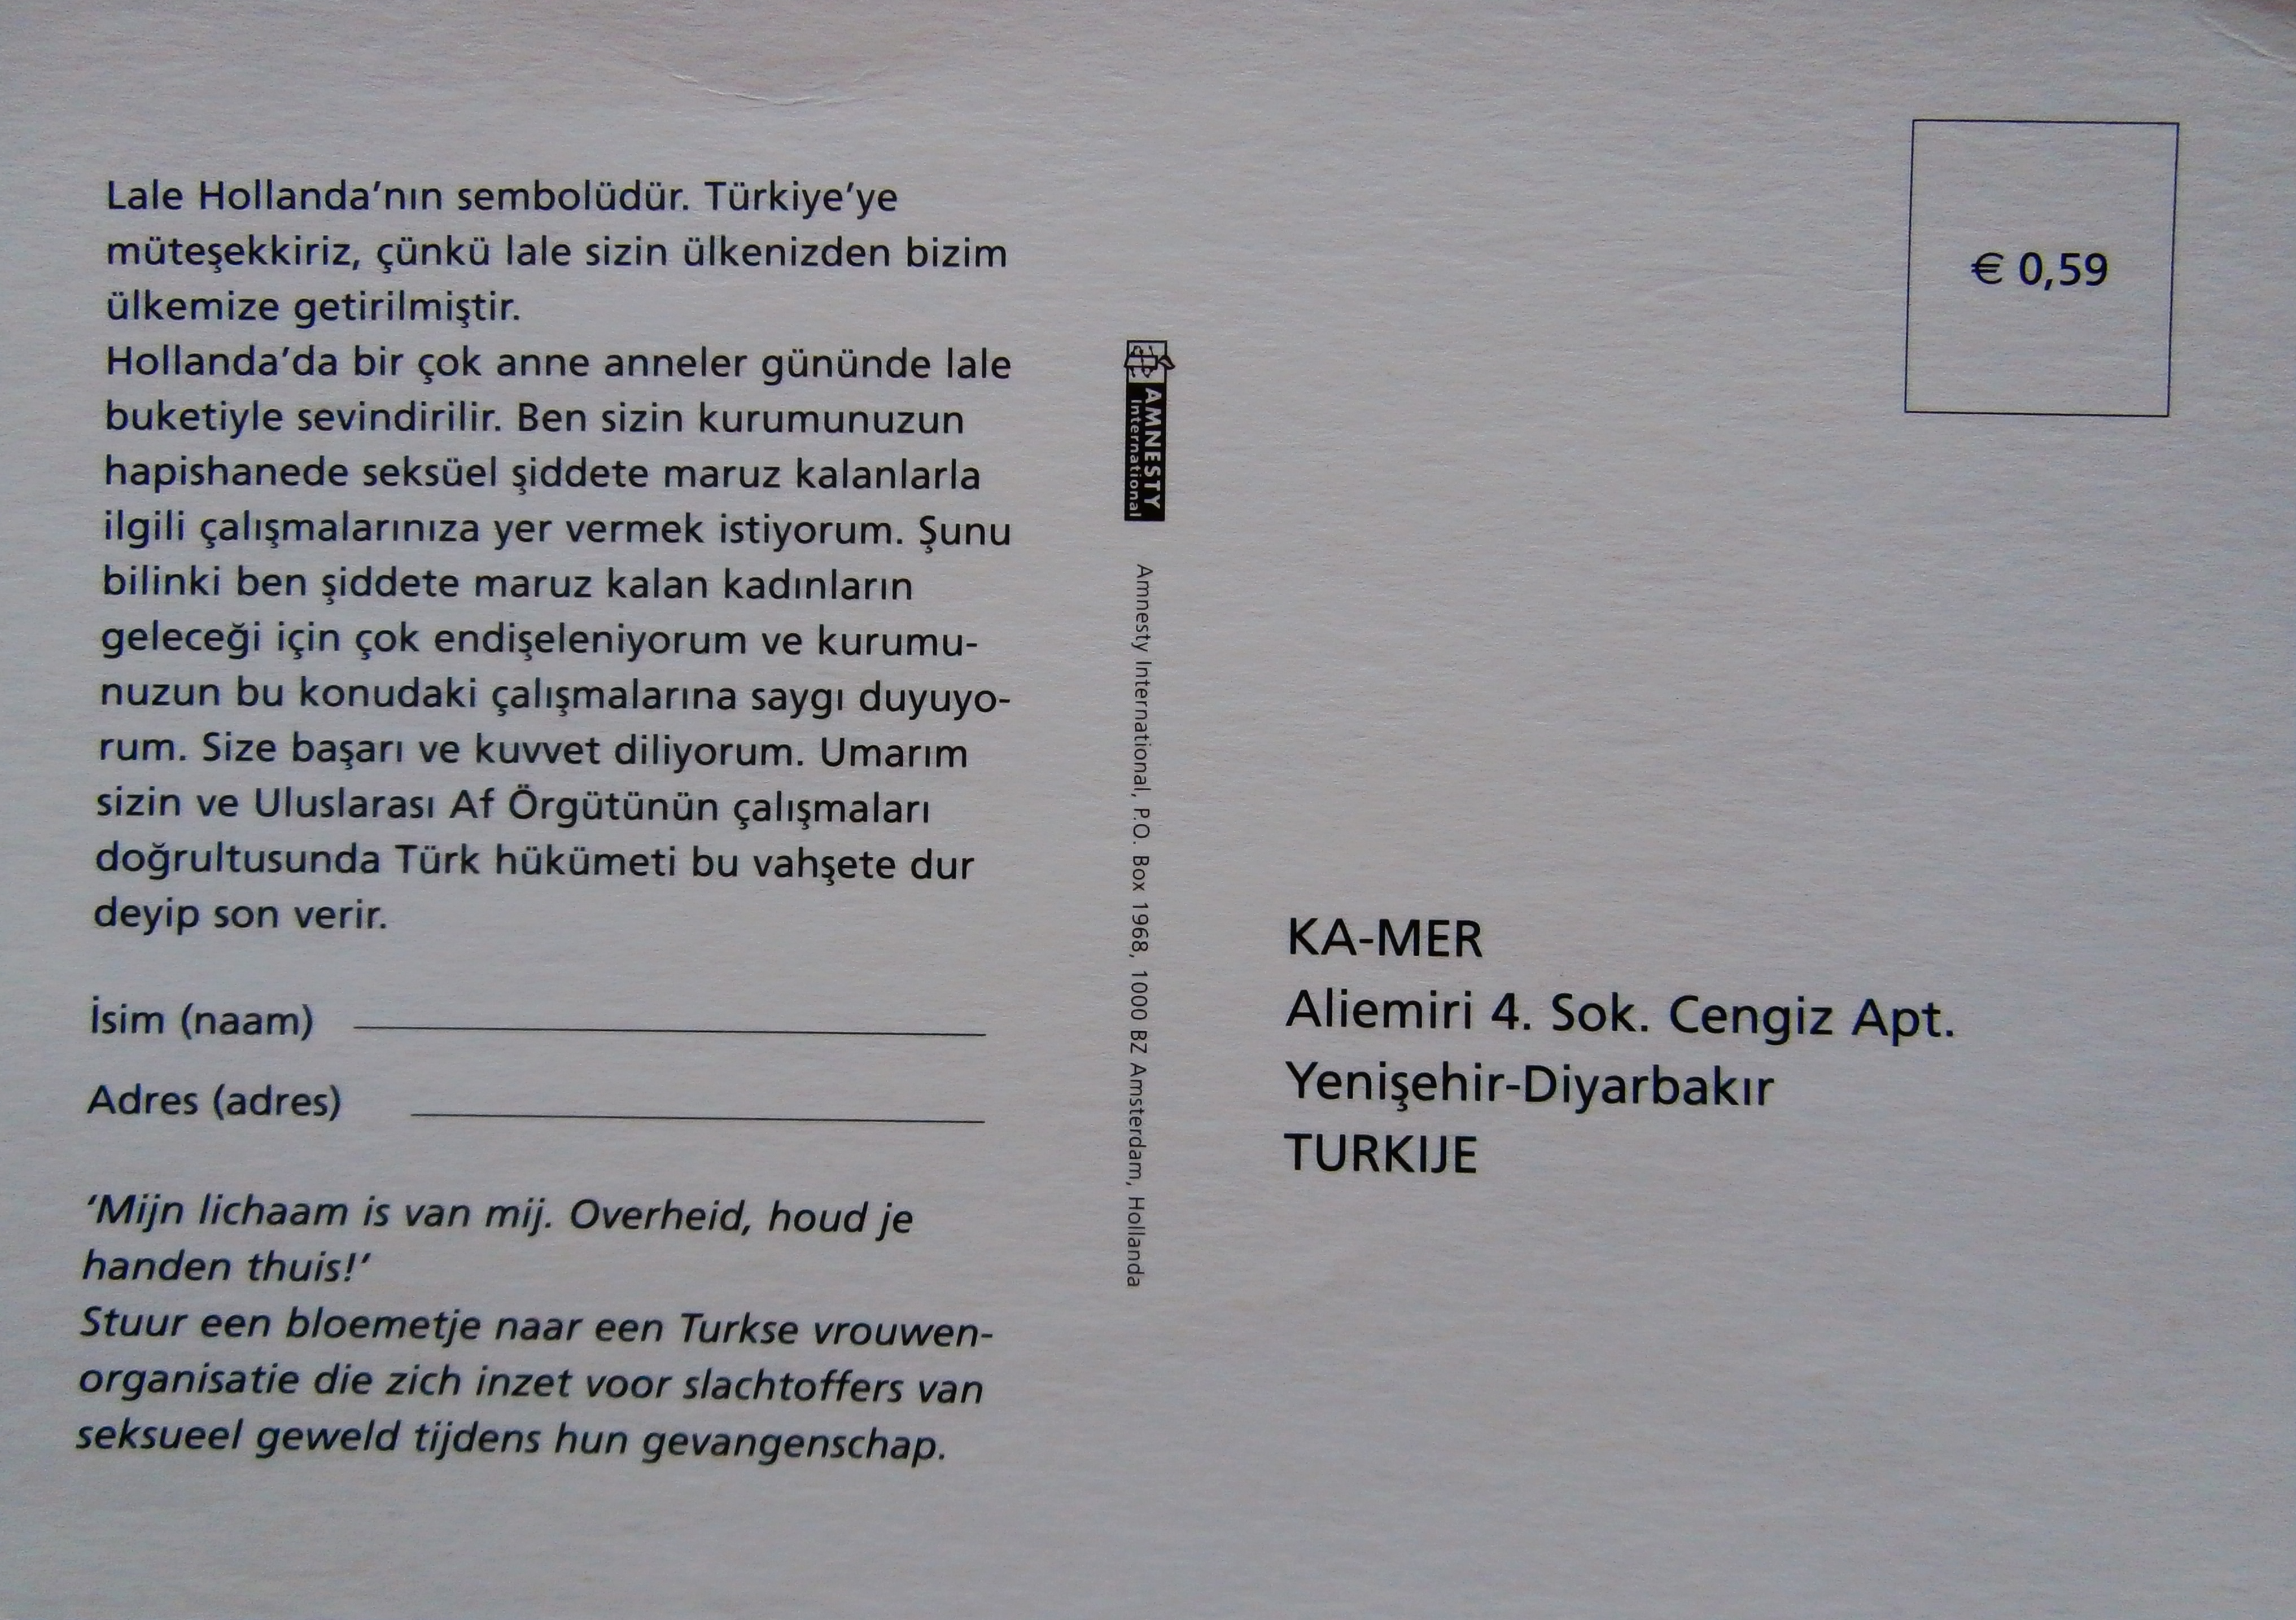 Lale Hollanda’nın sembolüdür. Türkiye’ye
müteşekkiriz, çünkü lale sizin ülkenizden bizim
ülkemize getirilmiştir.
Hollanda’da bir çok anne anneler gününde lale
buketiyle sevindirilir. Ben sizin kurumunuzun
hapishanede seksüel şiddete maruz kalanlarla
ilgili çalışmalarınıza yer vermek istiyorum. Şunu
bilinki ben şiddete maruz kalan kadınların
geleceği için çok endişeleniyorum ve kurumu-
nuzun bu konudaki çalışmalarına saygı duyuyo-
rum. Size başarı ve kuvvet diliyorum. Umarım
sizin ve Uluslarası Af Örgütünün çalışmaları
doğrultusunda Türk hükümeti bu vahşete dur
deyip son verir.
İsim (naam)
Adres (adres)
‘Mijn lichaam is van mij. Overheid, houd je
handen thuis!’
Stuur een bloemetje naar een Turkse vrouwen-
organisatie die zich inzet voor slachtoffers van
seksueel geweld tijdens hun gevangenschap.
AMNESTY
International
Amnesty International, P.O. Box 1968, 1000 BZ Amsterdam, Hollanda
€ 0,59
KA-MER
Aliemiri 4. Sok. Cengiz Apt.
Yenişehir-Diyarbakır
TURKIJE